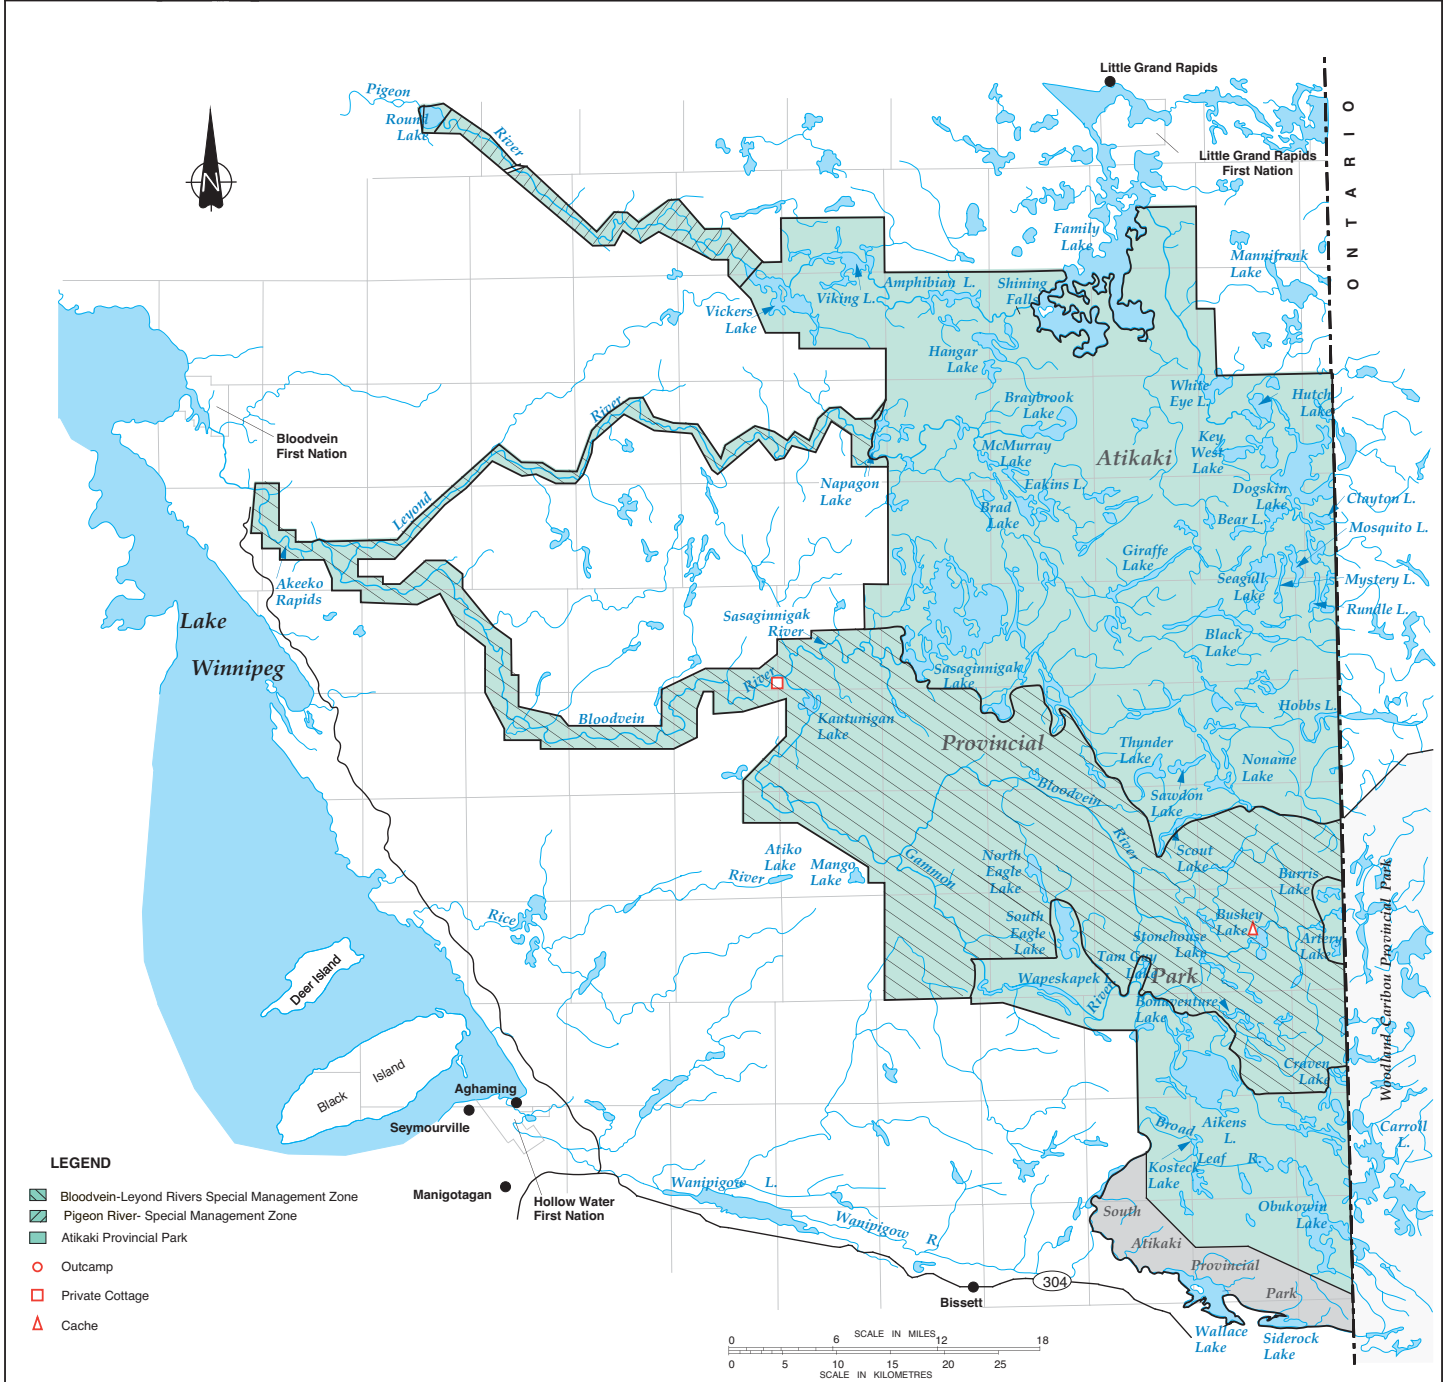 Little Grand Rapids
Pigeon
Round
Lake
River
N
ONTARIO
Little Grand Rapids
First Nation
Family
Lake
Mannifrank
Lake
Viking L.
Amphibian L.
Shining
Falls
Vickers
Lake
Hangar
Lake
White
Eye L.
Hutch
Lake
Braybrook
Lake
River
Bloodvein
First Nation
McMurray
Lake
Atikaki
Key
West
Lake
Napagon
Lake
Eakins L.
Dogskin
Lake
Clayton L.
Leyond
Brad
Lake
Bear L.
Mosquito L.
Giraffe
Lake
Akeeko
Rapids
Seagull
Lake
Mystery L.
Rundle L.
Lake
Winnipeg
Sasaginnigak
River
Black
Lake
Sasaginnigak
Lake
River
Bloodvein
Kautunigan
Lake
Hobbs L.
Provincial
Thunder
Lake
Noname
Lake
Bloodvein
River
Sawdon
Lake
Atiko
Lake
Mango
Lake
Gammon
North
Eagle
Lake
Scout
Lake
Burris
Lake
River
Rice
South
Eagle
Lake
Bushey
Lake
Stonehouse
Lake
Artery
Lake
Woodland Caribou Provincial Park
Tam Guy
Lake
Park
Wapeskapek L.
River
Bonaventure
Lake
Deer Island
Craven
Lake
Black
Island
Aghaming
Seymourville
Aikens
L.
Broad
Leaf R.
Carroll
L.
Kosteck
Lake
Manigotagan
Hollow Water
First Nation
Wanipigow L.
Wanipigow R.
South
Atikaki
Provincial
Park
Obukowin
Lake
304
Bissett
Wallace
Lake
Siderock
Lake
LEGEND
Bloodvein-Leyond Rivers Special Management Zone
Pigeon River- Special Management Zone
Atikaki Provincial Park
Outcamp
Private Cottage
Cache
0 6 SCALE IN MILES 12 18
0 5 10 15 20 25
SCALE IN KILOMETRES